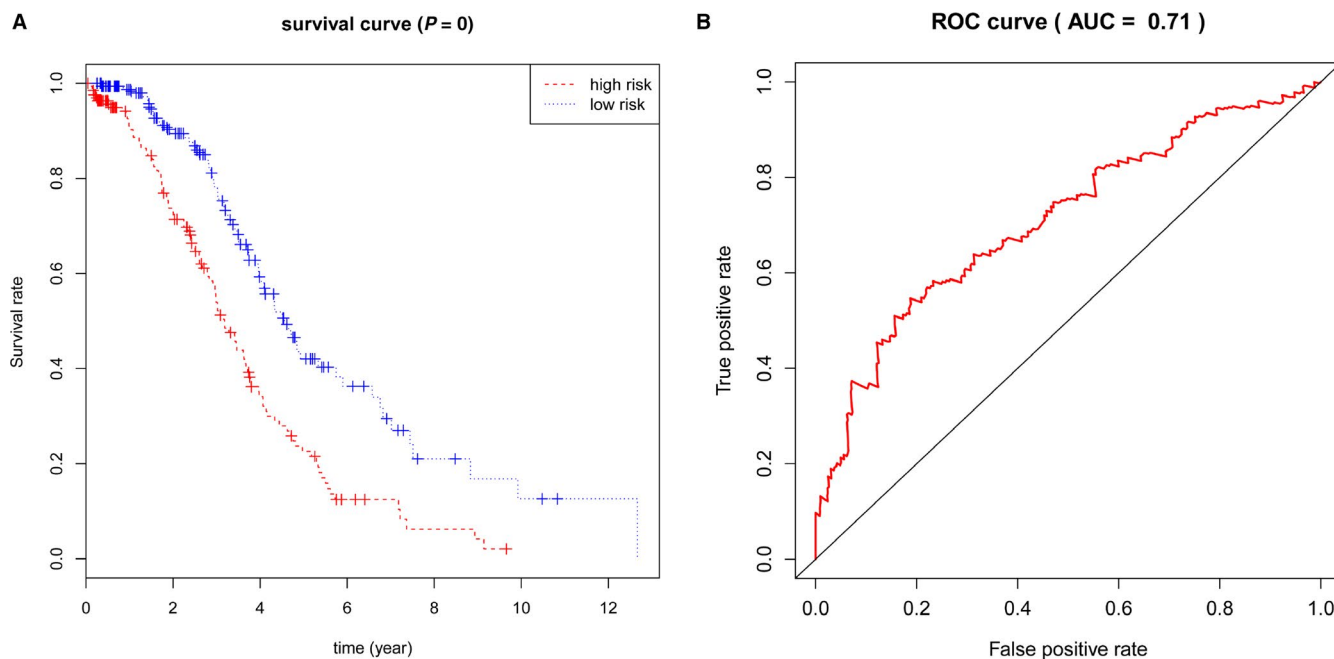 A
survival curve (P = 0)
high risk
low risk
Survival rate
1.0
0.8
0.6
0.4
0.2
0.0
0 2 4 6 8 10 12
time (year)
B
ROC curve ( AUC = 0.71 )
True positive rate
1.0
0.8
0.6
0.4
0.2
0.0
0.0 0.2 0.4 0.6 0.8 1.0
False positive rate